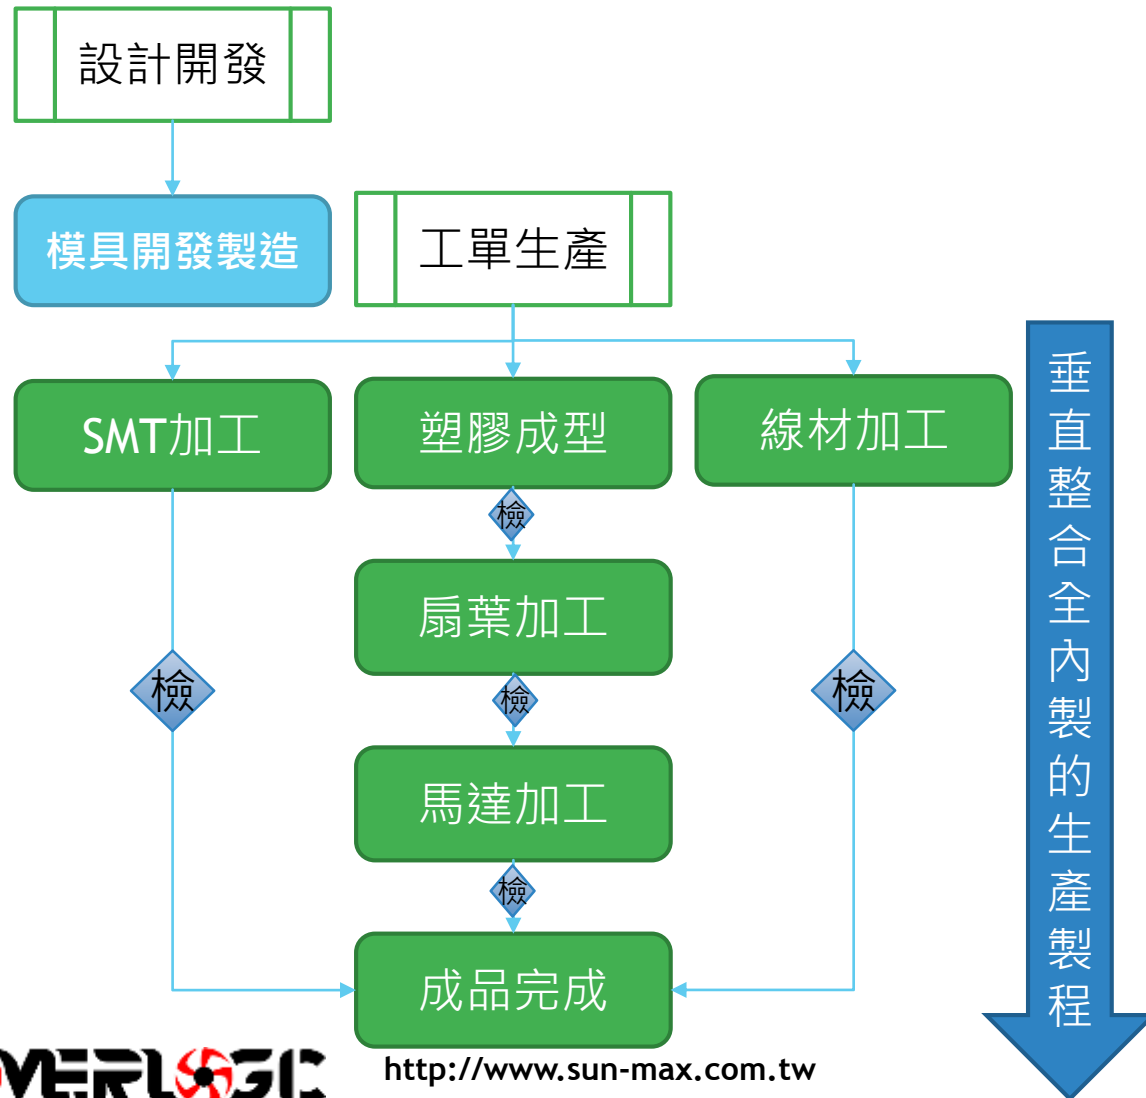 設計開發
模具開發製造
工單生產
SMT加工
塑膠成型
線材加工
檢
扇葉加工
檢
檢
檢
馬達加工
檢
成品完成
垂直整合全內製的生產製程
http://www.sun-max.com.tw